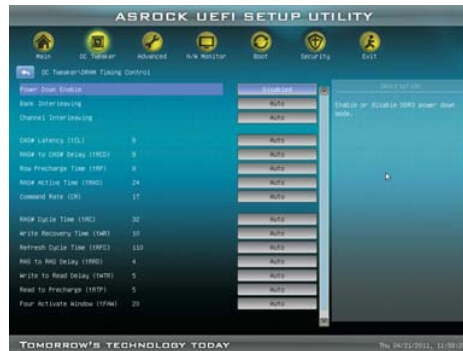 ASROCK UEFI SETUP UTILITY
Main OC Tweaker Advanced H/W Monitor Boot Security Exit
OC Tweaker\DRAM Timing Control
Description
Power Down Enable Disabled
Enable or disable DDR3 power down mode.
Bank Interleaving Auto
Channel Interleaving Auto
CAS# Latency (tCL) Auto
RAS# to CAS# Delay (tRCD) Auto
Row Precharge Time (tRP) Auto
RAS# Active Time (tRAS) 24 Auto
Command Rate (CR) 1T Auto
RAS# Cycle Time (tRC) 32 Auto
Write Recovery Time (tWR) 10 Auto
Refresh Cycle Time (tRFC) 110 Auto
RAS to RAS Delay (tRRD) 4 Auto
Write to Read Delay (tWTR) 5 Auto
Read to Precharge (tRTP) 5 Auto
Four Activate Window (tFAW) 20 Auto
TOMORROW'S TECHNOLOGY TODAY
Thu 04/21/2011,